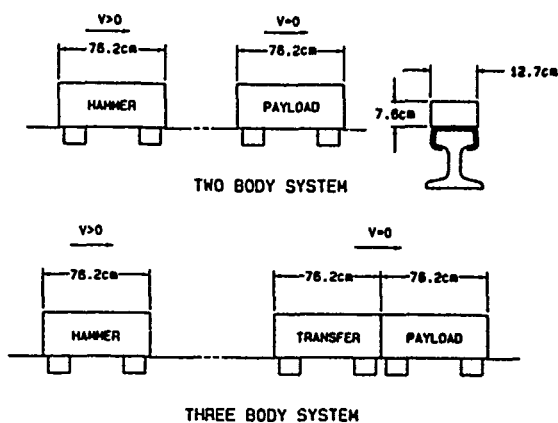 V>0
V=0
76.2cm
76.2cm
12.7cm
HAMMER
PAYLOAD
7.6cm
TWO BODY SYSTEM
V>0
V=0
76.2cm
76.2cm
76.2cm
HAMMER
TRANSFER
PAYLOAD
THREE BODY SYSTEM